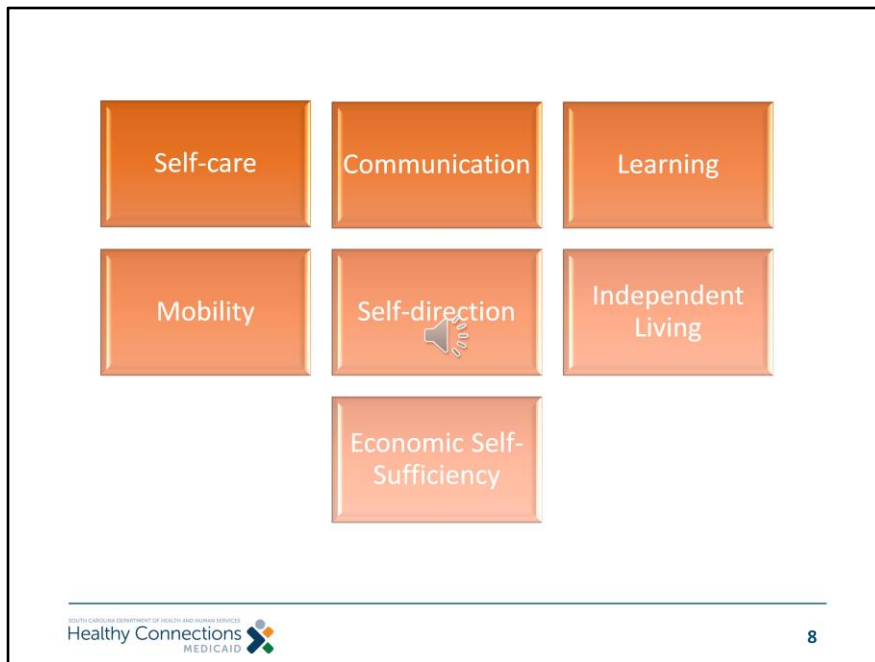 Self-care
Communication
Learning
Mobility
Self-direction
Independent
Living
Economic Self-
Sufficiency
SOUTH CAROLINA DEPARTMENT OF HEALTH AND HUMAN SERVICES
Healthy Connections
MEDICAID
8